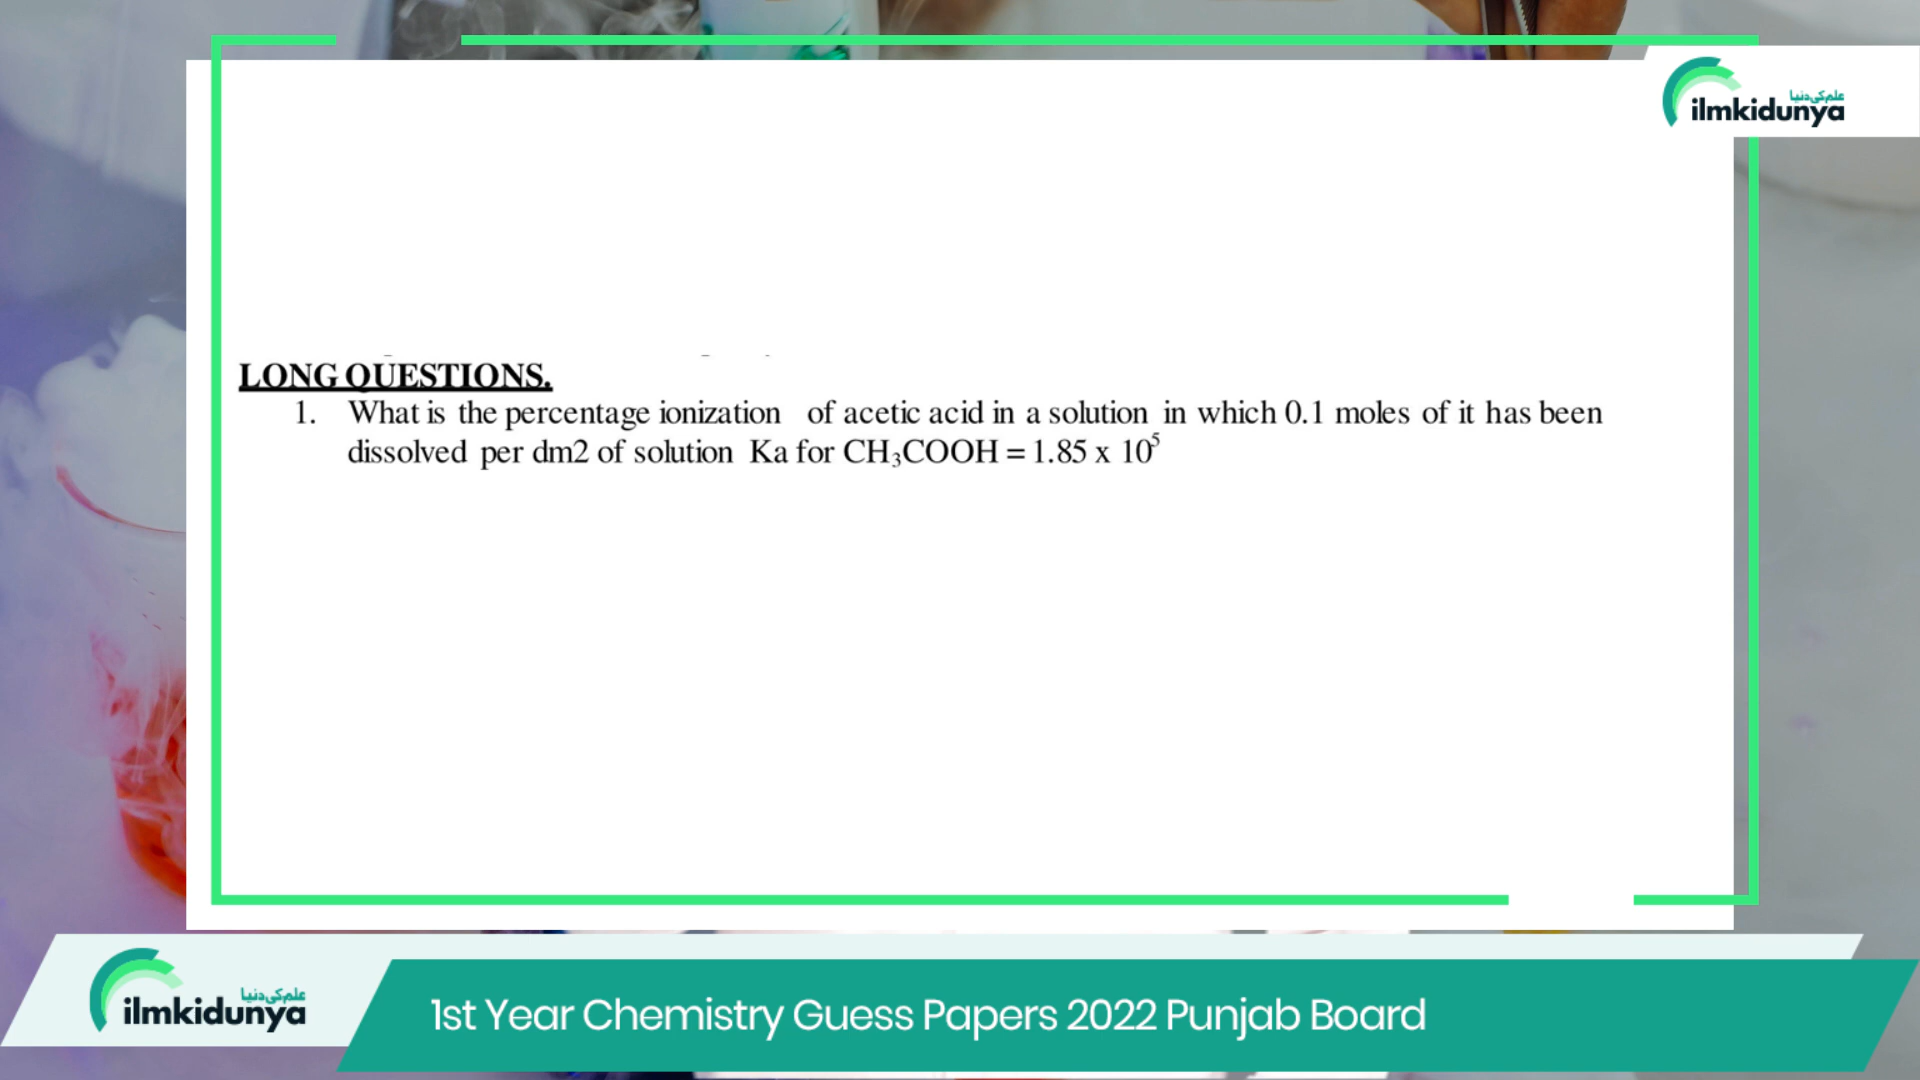 علم کی دنیا
ilmkidunya
LONG QUESTIONS.
1. What is the percentage ionization of acetic acid in a solution in which 0.1 moles of it has been
dissolved per dm2 of solution Ka for CH₃COOH = 1.85 x 10⁵
علم کی دنیا
ilmkidunya
1st Year Chemistry Guess Papers 2022 Punjab Board